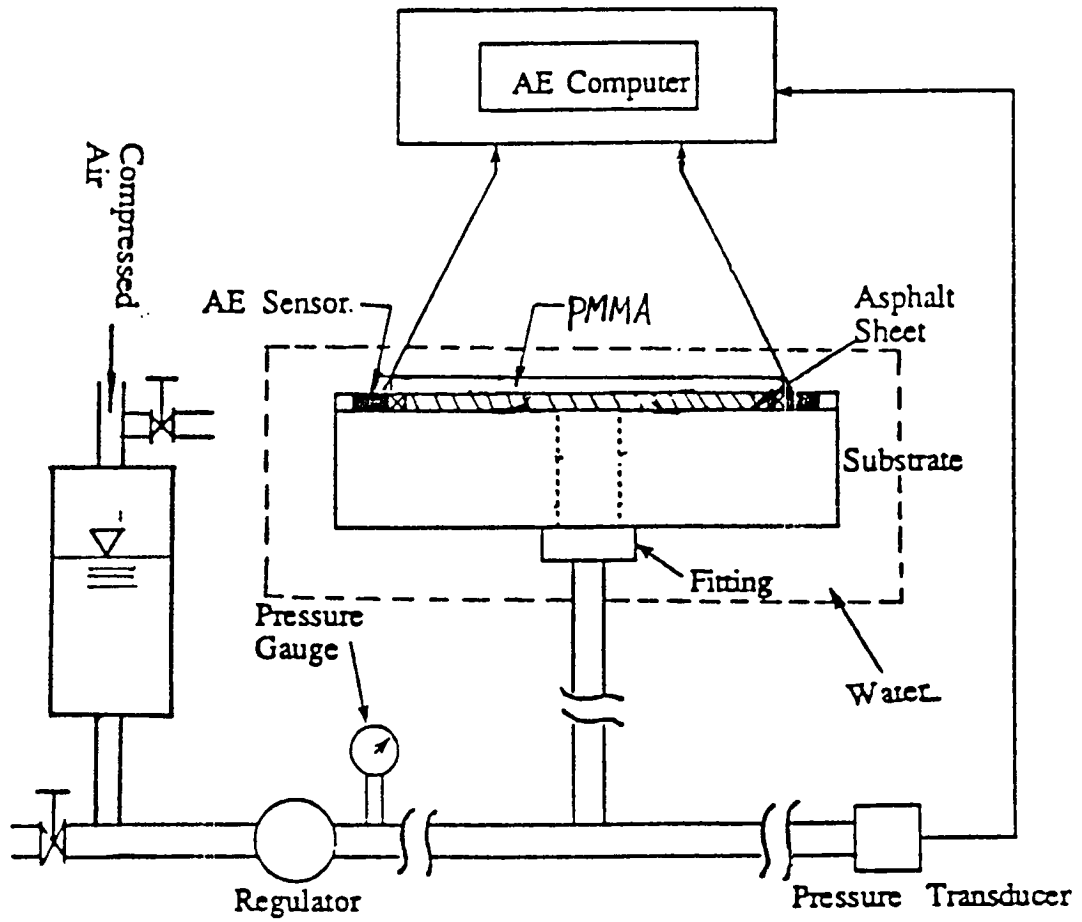 AE Computer
Compressed
Air
AE Sensor.
PMMA
Asphalt
Sheet
Substrate
Fitting
Pressure
Gauge
Water
Regulator
Pressure Transducer